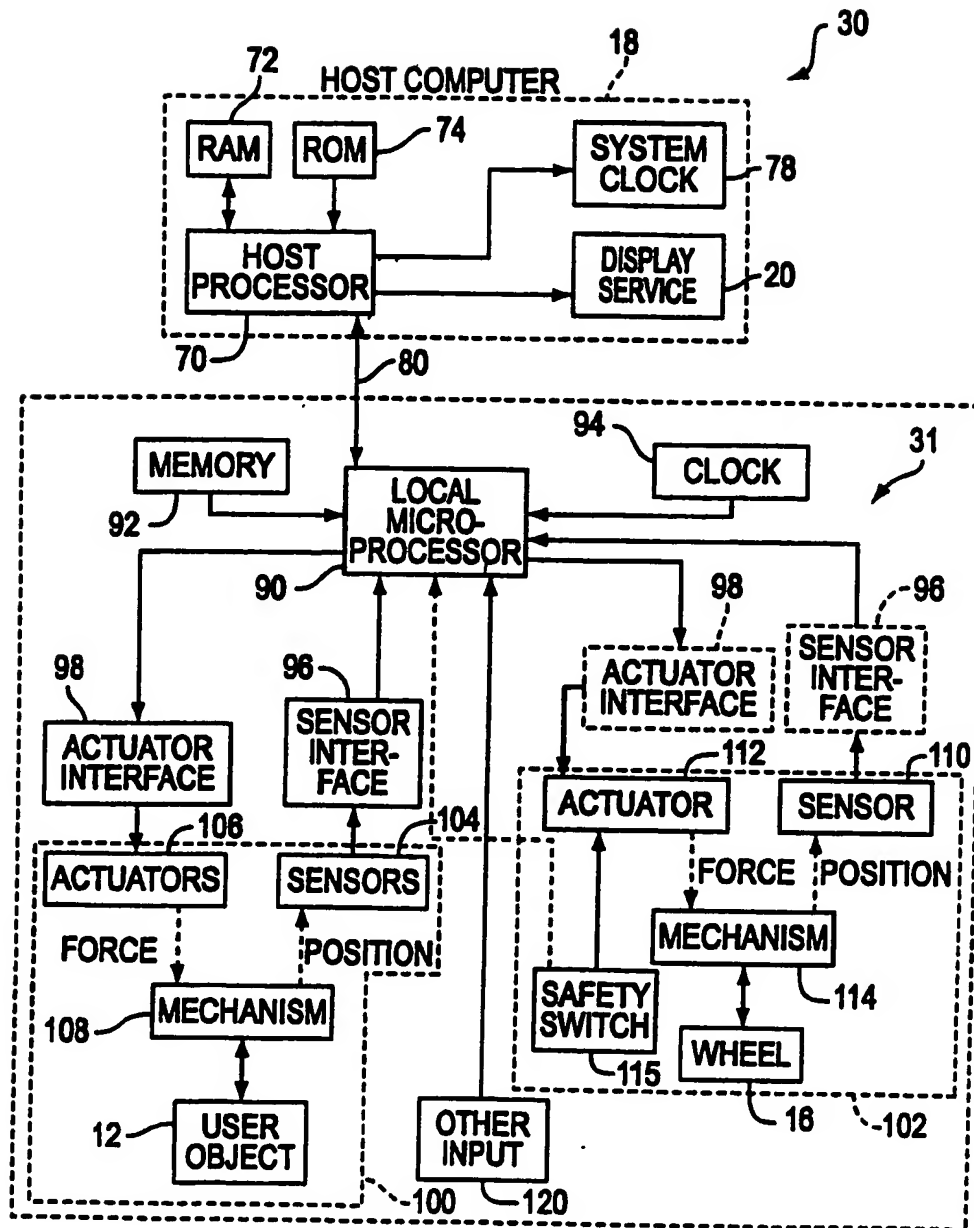 30
18
HOST COMPUTER
72
RAM
ROM
74
SYSTEM
CLOCK
78
HOST
PROCESSOR
70
DISPLAY
SERVICE
20
80
31
MEMORY
92
LOCAL
MICRO-
PROCESSOR
90
94
CLOCK
98
ACTUATOR
INTERFACE
96
SENSOR
INTER-
FACE
98
ACTUATOR
INTERFACE
96
SENSOR
INTER-
FACE
106
ACTUATORS
104
SENSORS
FORCE
POSITION
108
MECHANISM
12
USER
OBJECT
100
OTHER
INPUT
120
112
ACTUATOR
110
SENSOR
FORCE
POSITION
MECHANISM
114
SAFETY
SWITCH
115
WHEEL
16
102